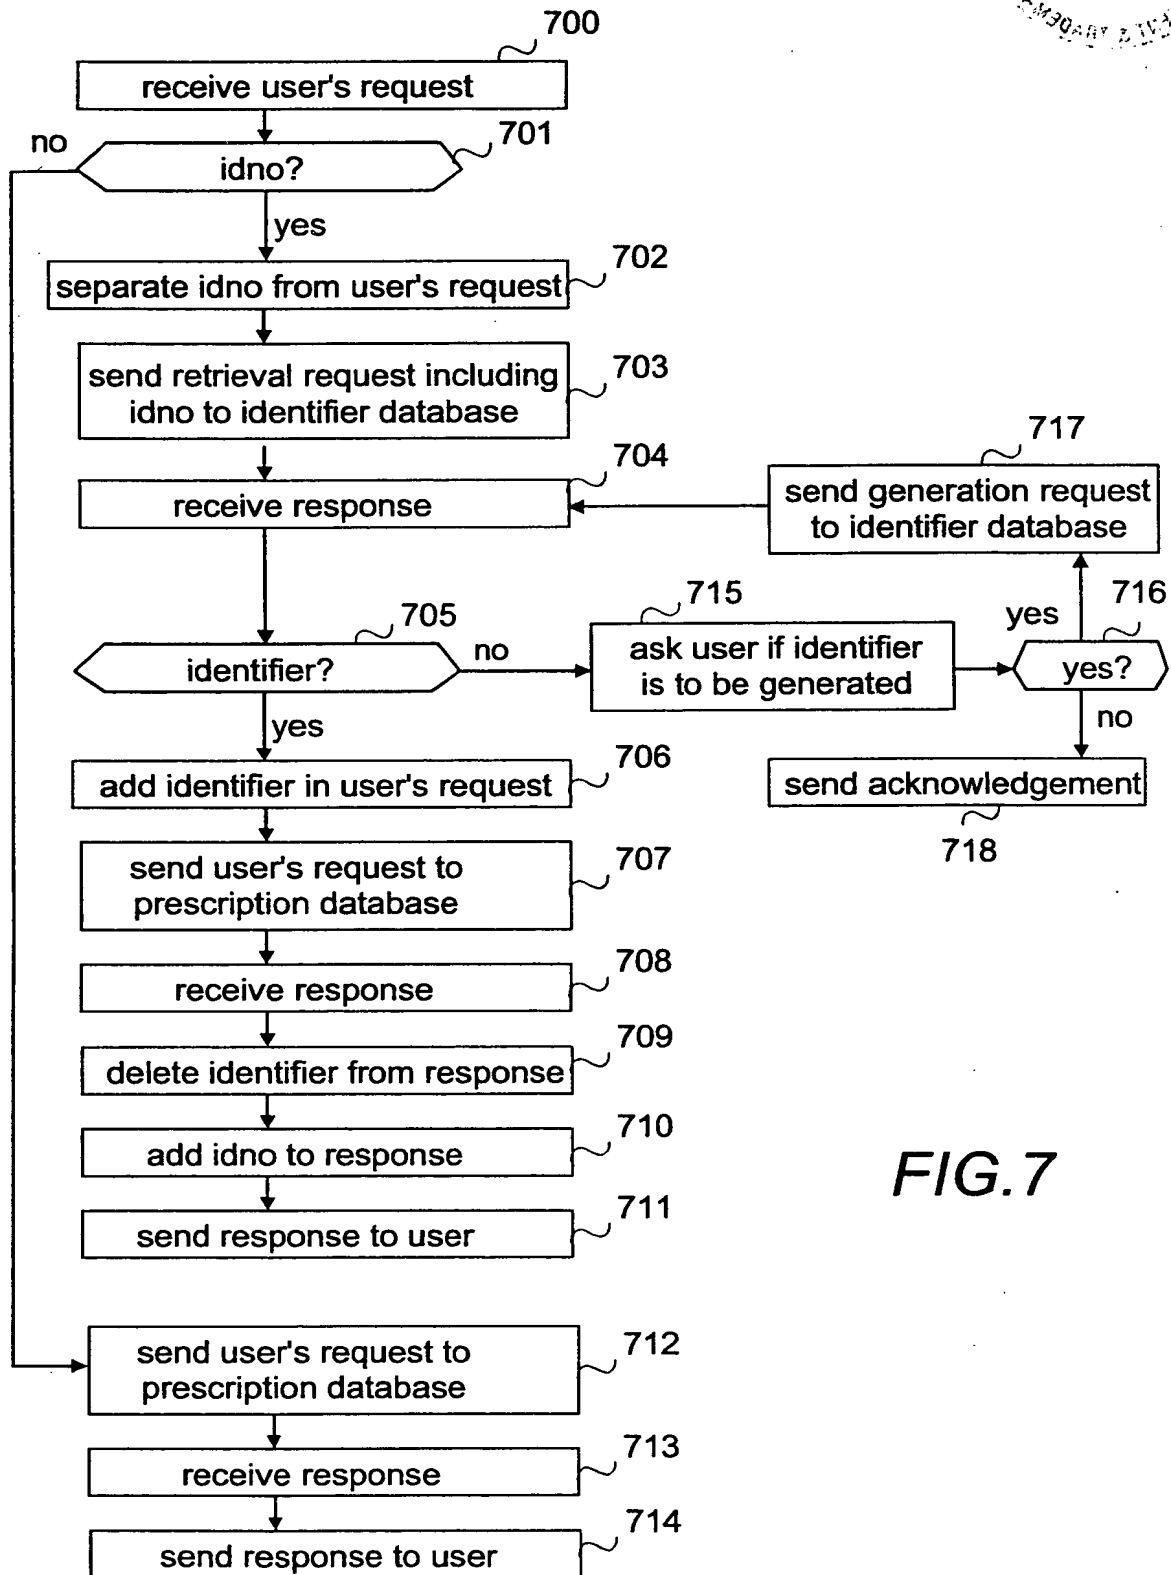 700
receive user's request
no
701
idno?
yes
702
separate idno from user's request
703
send retrieval request including
idno to identifier database
704
receive response
717
send generation request
to identifier database
705
identifier?
no
715
ask user if identifier
is to be generated
yes
716
yes?
no
send acknowledgement
718
yes
706
add identifier in user's request
707
send user's request to
prescription database
708
receive response
709
delete identifier from response
710
add idno to response
711
send response to user
FIG.7
712
send user's request to
prescription database
713
receive response
714
send response to user